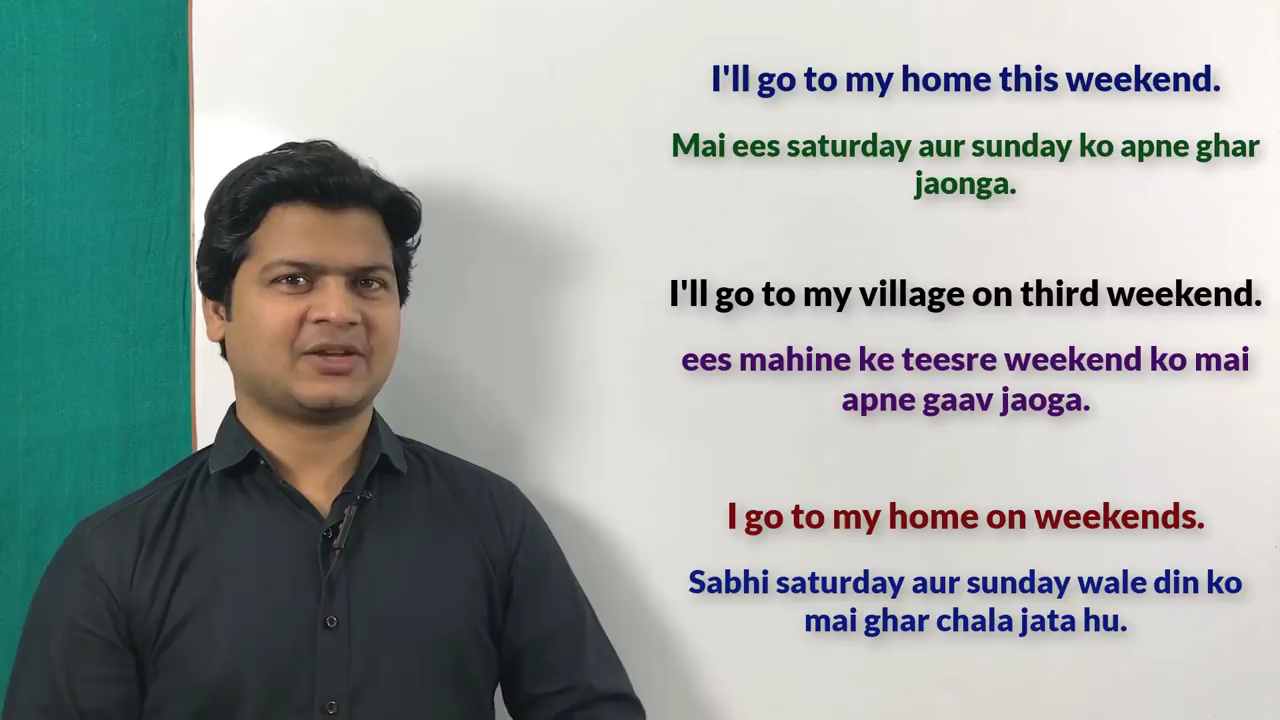 I'll go to my home this weekend.
Mai ees saturday aur sunday ko apne ghar
jaonga.
I'll go to my village on third weekend.
ees mahine ke teesre weekend ko mai
apne gaav jaoga.
I go to my home on weekends.
Sabhi saturday aur sunday wale din ko
mai ghar chala jata hu.